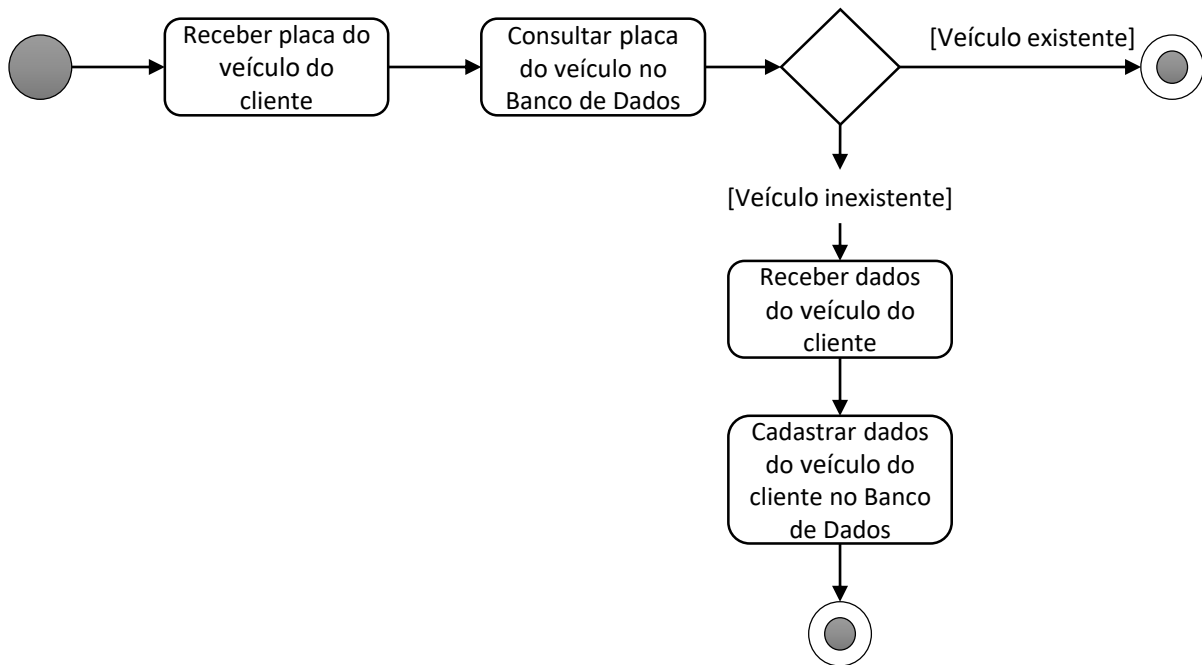 Receber placa do
veículo do
cliente
Consultar placa
do veículo no
Banco de Dados
[Veículo existente]
[Veículo inexistente]
Receber dados
do veículo do
cliente
Cadastrar dados
do veículo do
cliente no Banco
de Dados